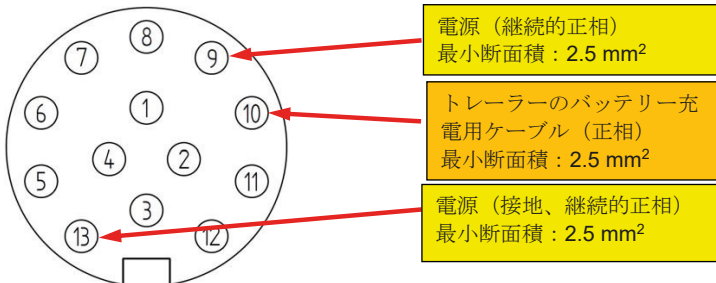 8
7
9
6
1
10
4
2
5
11
3
13
12
電源（継続的正相）
最小断面積：2.5 mm²
トレーラーのバッテリー充
電用ケーブル（正相）
最小断面積：2.5 mm²
電源（接地、継続的正相）
最小断面積：2.5 mm²